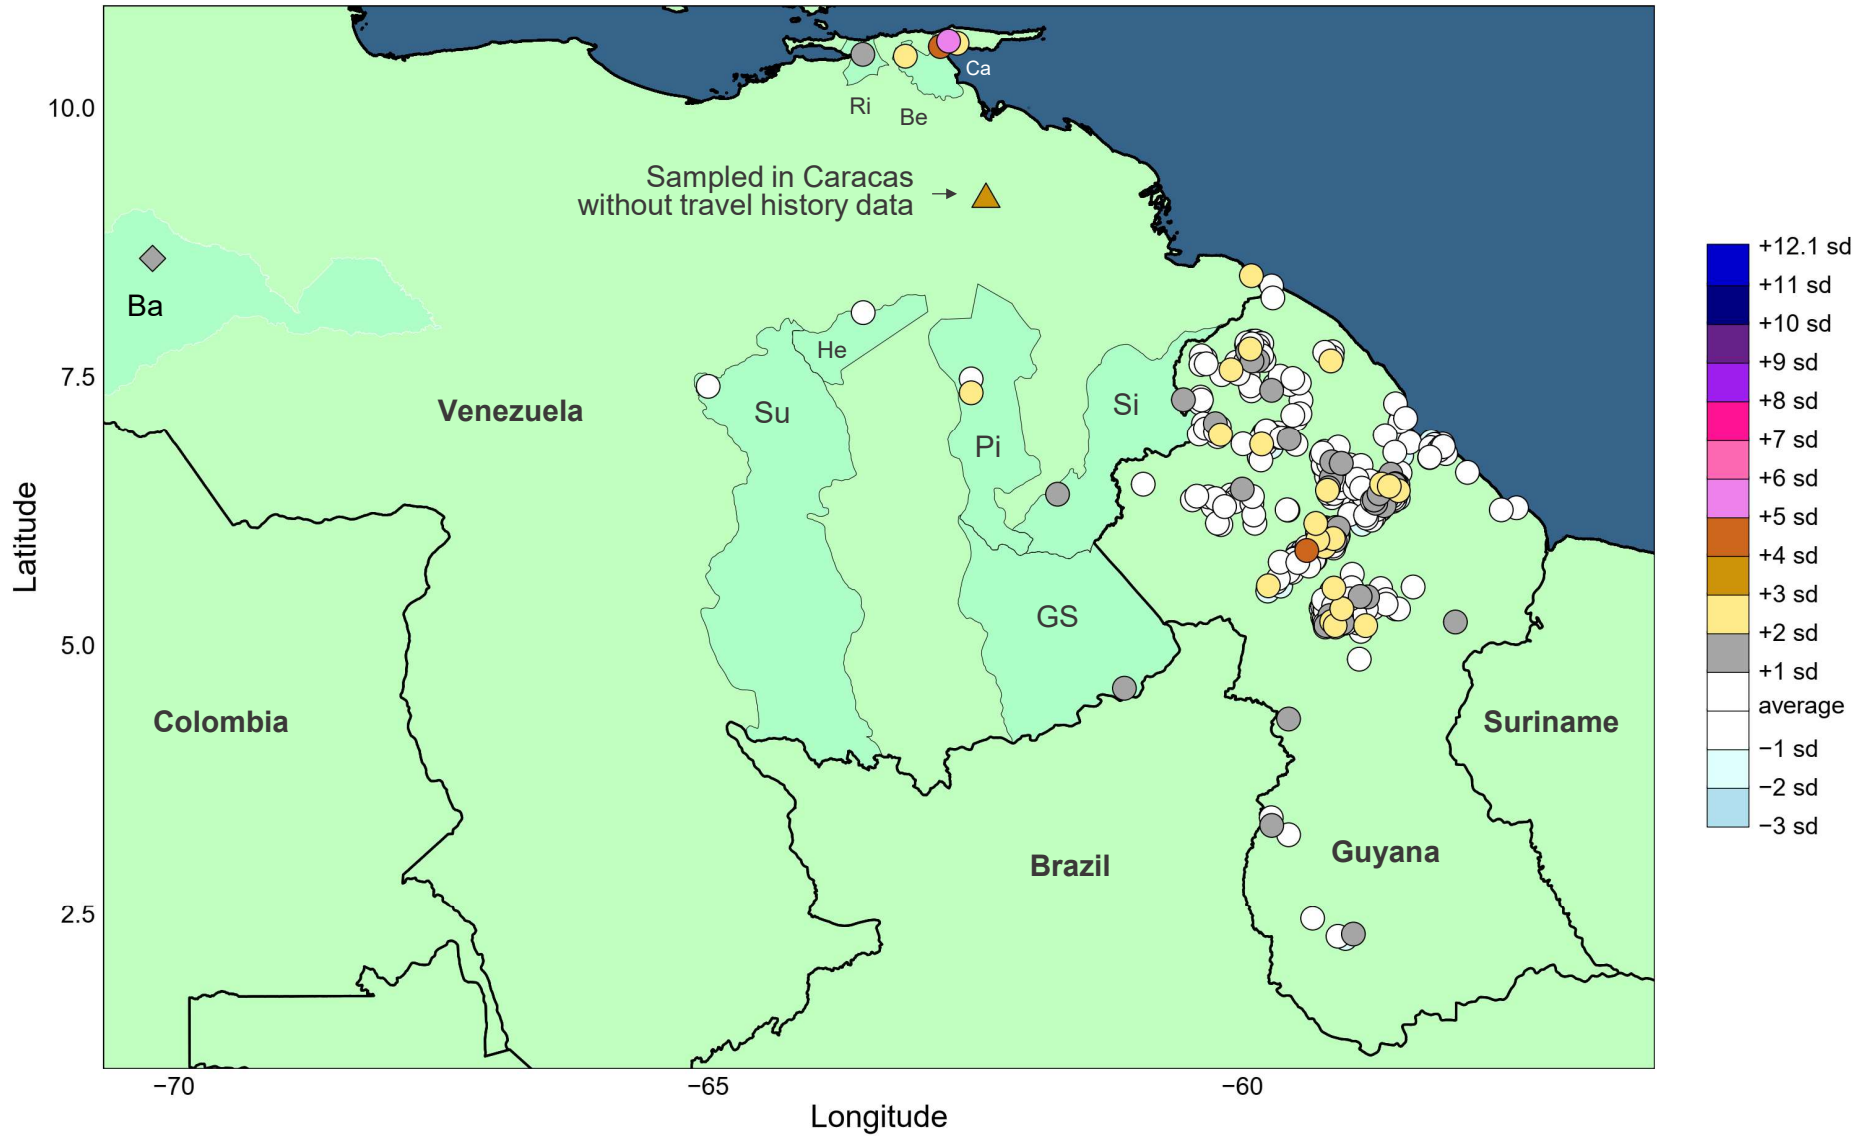 Ca
10.0
Ri
Be
Sampled in Caracas
without travel history data
Ba
He
7.5
Venezuela
Su
Si
Pi
Latitude
5.0
GS
Colombia
Suriname
Brazil
Guyana
2.5
−70
−65
−60
Longitude
+12.1 sd
+11 sd
+10 sd
+9 sd
+8 sd
+7 sd
+6 sd
+5 sd
+4 sd
+3 sd
+2 sd
+1 sd
average
−1 sd
−2 sd
−3 sd